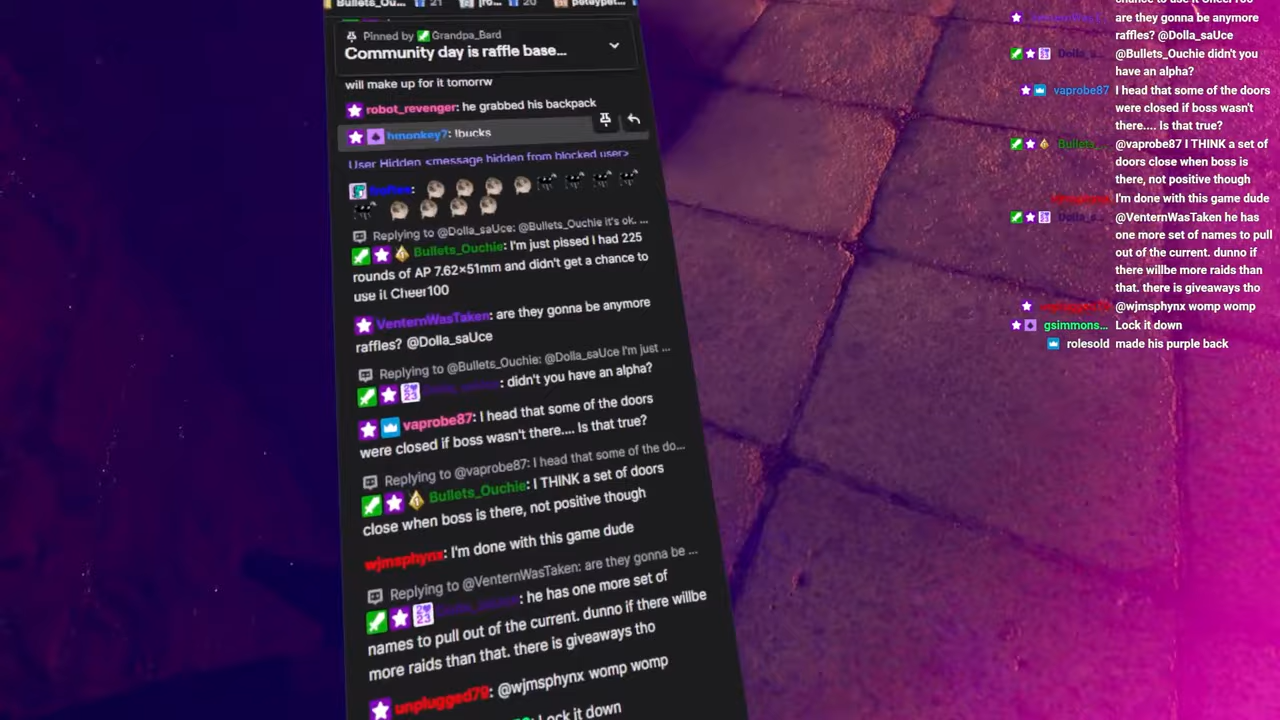 Bullets_Ou... 21 jro... 20 petaypet...
Pinned by Grandpa_Bard
Community day is raffle base...
will make up for it tomorrw
robot_revenger: he grabbed his backpack
hmonkey7: !bucks
User Hidden <message hidden from blocked user>
Replying to @Dolla_saUce: @Bullets_Ouchie it's ok. ...
Bullets_Ouchie: I'm just pissed I had 225
rounds of AP 7.62x51mm and didn't get a chance to
use it Cheer100
VenternWasTaken: are they gonna be anymore
raffles? @Dolla_saUce
Replying to @Bullets_Ouchie: @Dolla_saUce I'm just ...
: didn't you have an alpha?
vaprobe87: I head that some of the doors
were closed if boss wasn't there.... Is that true?
Replying to @vaprobe87: I head that some of the do...
Bullets_Ouchie: I THINK a set of doors
close when boss is there, not positive though
wjmsphynx: I'm done with this game dude
Replying to @VenternWasTaken: are they gonna be ...
: he has one more set of
names to pull out of the current. dunno if there willbe
more raids than that. there is giveaways tho
unplugged79: @wjmsphynx womp womp
Lock it down
are they gonna be anymore
raffles? @Dolla_saUce
Dolla_s... @Bullets_Ouchie didn't you
have an alpha?
vaprobe87 I head that some of the doors
were closed if boss wasn't
there.... Is that true?
Bullets_... @vaprobe87 I THINK a set of
doors close when boss is
there, not positive though
I'm done with this game dude
Dolla_s... @VenternWasTaken he has
one more set of names to pull
out of the current. dunno if
there willbe more raids than
that. there is giveaways tho
unplugged79 @wjmsphynx womp womp
gsimmons... Lock it down
rolesold made his purple back